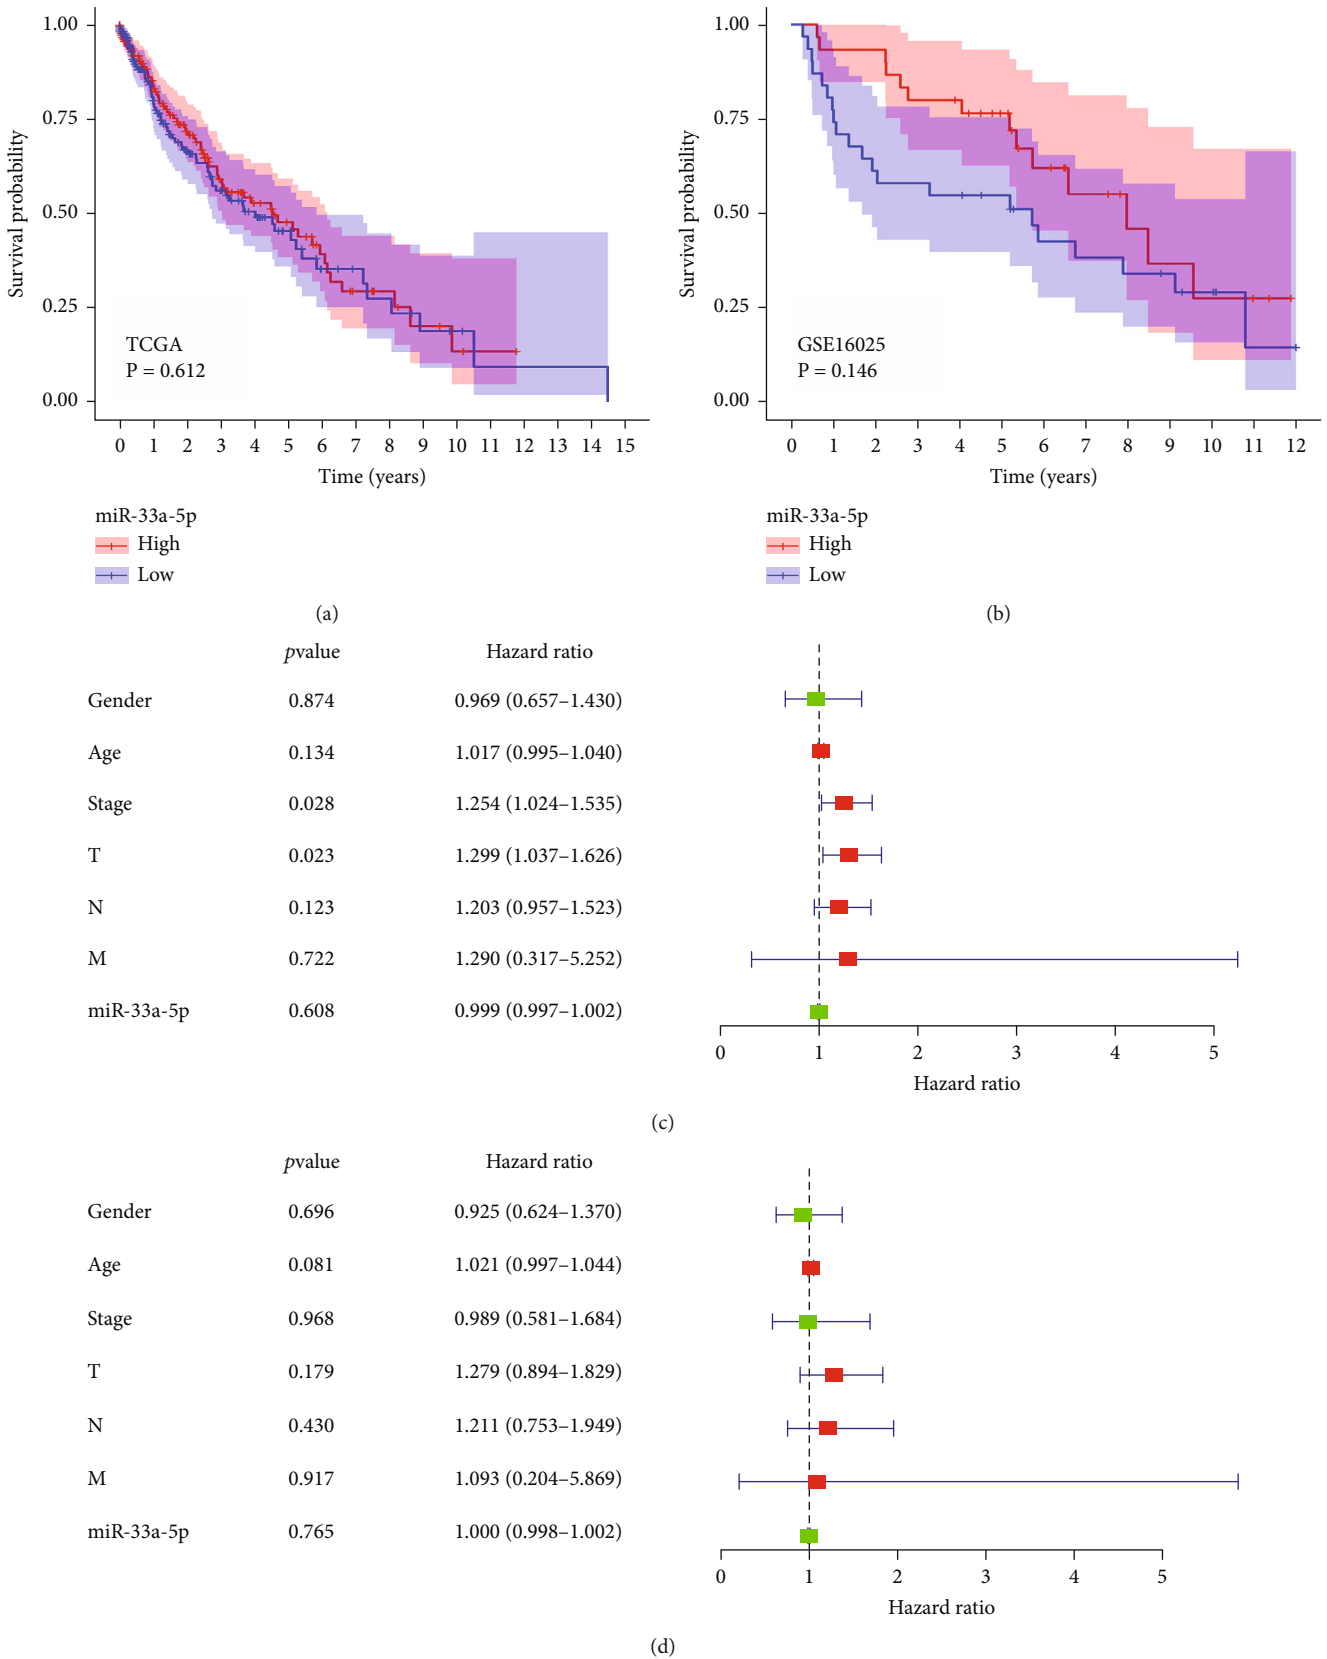 1.00
0.75
0.50
0.25
0.00
Survival probability
TCGA
P = 0.612
0 1 2 3 4 5 6 7 8 9 10 11 12 13 14 15
Time (years)
miR-33a-5p
High
Low
(a)
1.00
0.75
0.50
0.25
0.00
Survival probability
GSE16025
P = 0.146
0 1 2 3 4 5 6 7 8 9 10 11 12
Time (years)
miR-33a-5p
High
Low
(b)
pvalue Hazard ratio
Gender 0.874 0.969 (0.657–1.430)
Age 0.134 1.017 (0.995–1.040)
Stage 0.028 1.254 (1.024–1.535)
T 0.023 1.299 (1.037–1.626)
N 0.123 1.203 (0.957–1.523)
M 0.722 1.290 (0.317–5.252)
miR-33a-5p 0.608 0.999 (0.997–1.002)
0 1 2 3 4 5
Hazard ratio
(c)
pvalue Hazard ratio
Gender 0.696 0.925 (0.624–1.370)
Age 0.081 1.021 (0.997–1.044)
Stage 0.968 0.989 (0.581–1.684)
T 0.179 1.279 (0.894–1.829)
N 0.430 1.211 (0.753–1.949)
M 0.917 1.093 (0.204–5.869)
miR-33a-5p 0.765 1.000 (0.998–1.002)
0 1 2 3 4 5
Hazard ratio
(d)